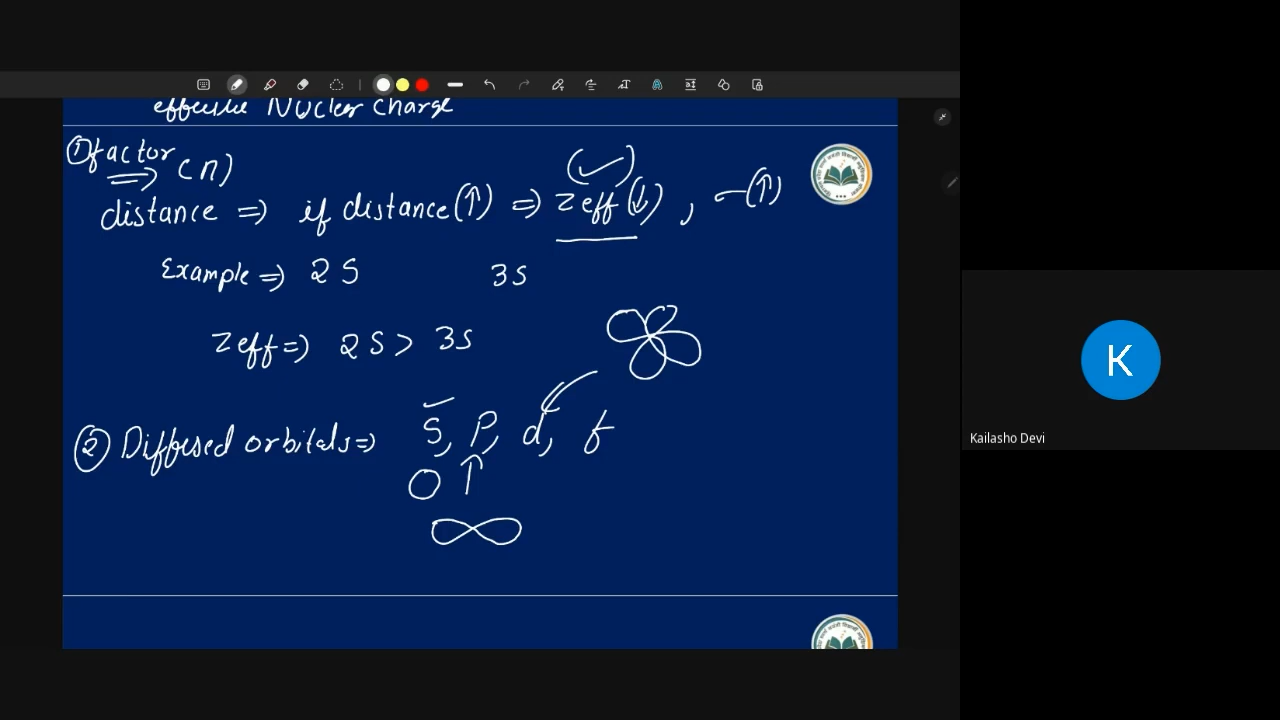 effective Nuclear Charge
① factor (n)
distance ⇒ if distance(↑) ⇒ Zeff(↓), (↑)
Example ⇒ 2S 3S
Zeff ⇒ 2S > 3S
② Diffused orbitals ⇒ S, P, d, f
K
Kailasho Devi